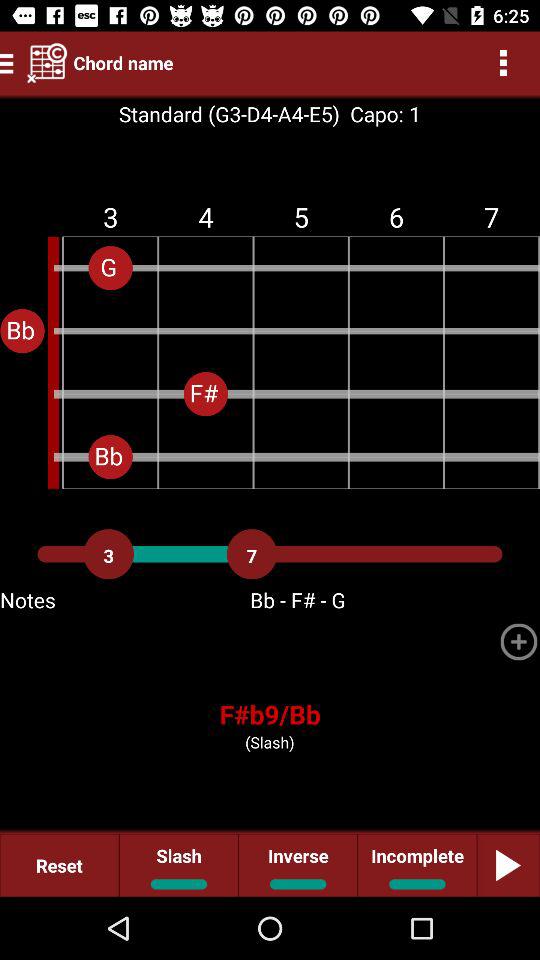 esc
6:25
C
Chord name
Standard (G3-D4-A4-E5) Capo: 1
3 4 5 6 7
G
Bb
F#
Bb
3 7
Notes Bb - F# - G
F#b9/Bb
(Slash)
Reset Slash Inverse Incomplete